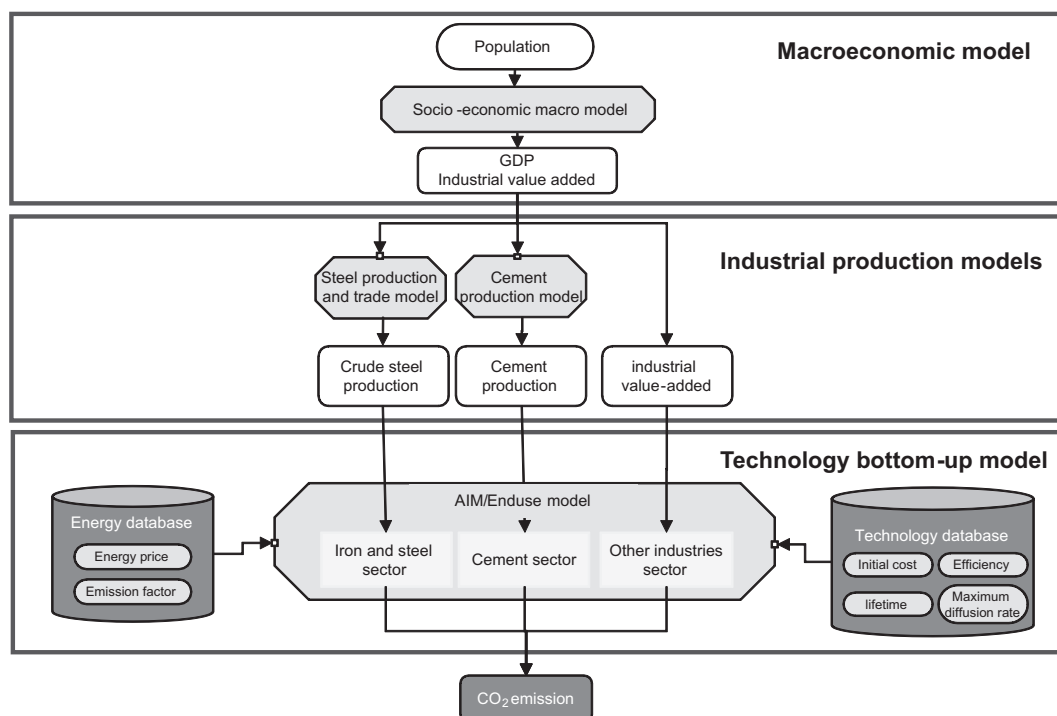 Population
Macroeconomic model
Socio -economic macro model
GDP
Industrial value added
Industrial production models
Steel production
and trade model
Cement
production model
Crude steel
production
Cement
production
industrial
value-added
Technology bottom-up model
AIM/Enduse model
Energy database
Energy price
Emission factor
Iron and steel
sector
Cement sector
Other industries
sector
Technology database
Initial cost
Efficiency
lifetime
Maximum
diffusion rate
CO₂ emission